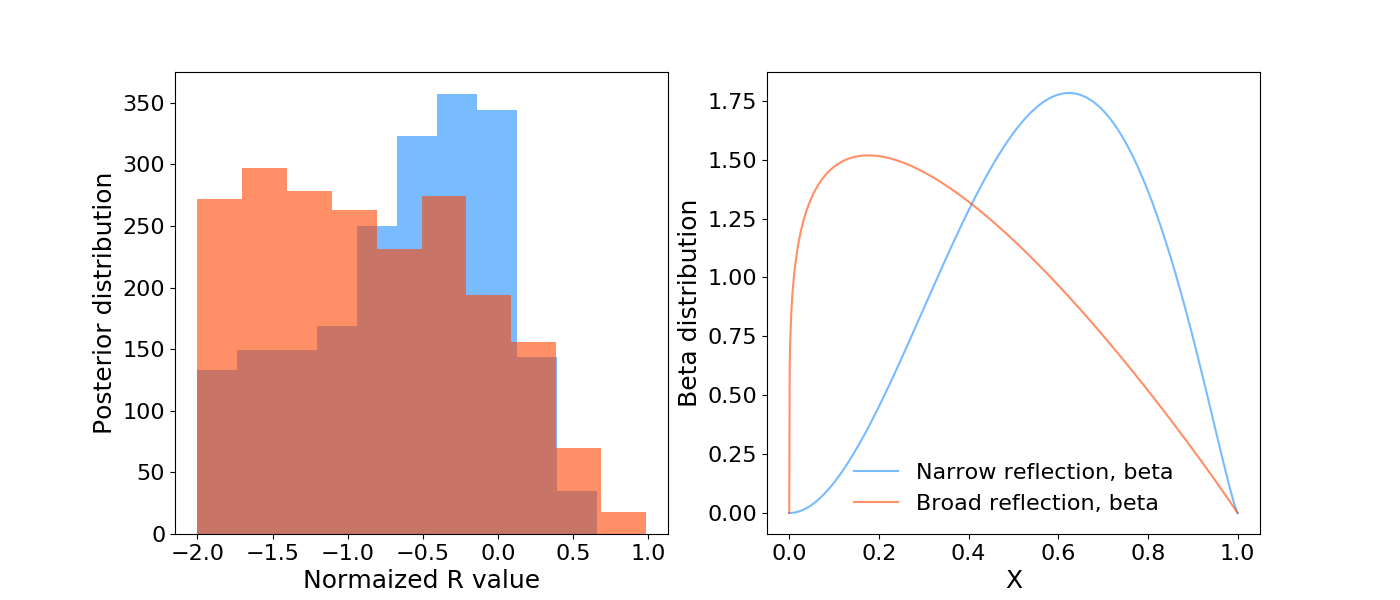 Posterior distribution
350
300
250
200
150
100
50
0
−2.0 −1.5 −1.0 −0.5 0.0 0.5 1.0
Normaized R value
Beta distribution
1.75
1.50
1.25
1.00
0.75
0.50
0.25
0.00
Narrow reflection, beta
Broad reflection, beta
0.0 0.2 0.4 0.6 0.8 1.0
X